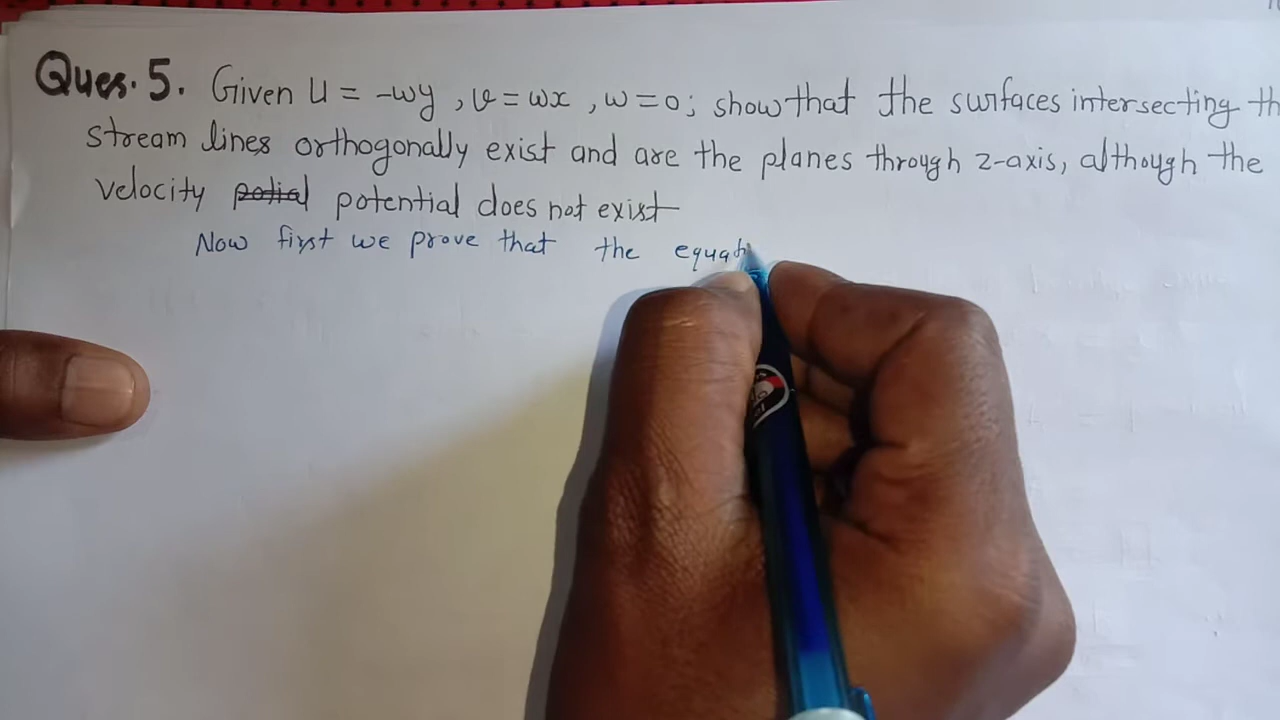 Ques. 5. Given U = -wy , v = wx , w = 0; show that the surfaces intersecting th
stream lines orthogonally exist and are the planes through z-axis, although the
velocity potential does not exist
Now first we prove that the equati